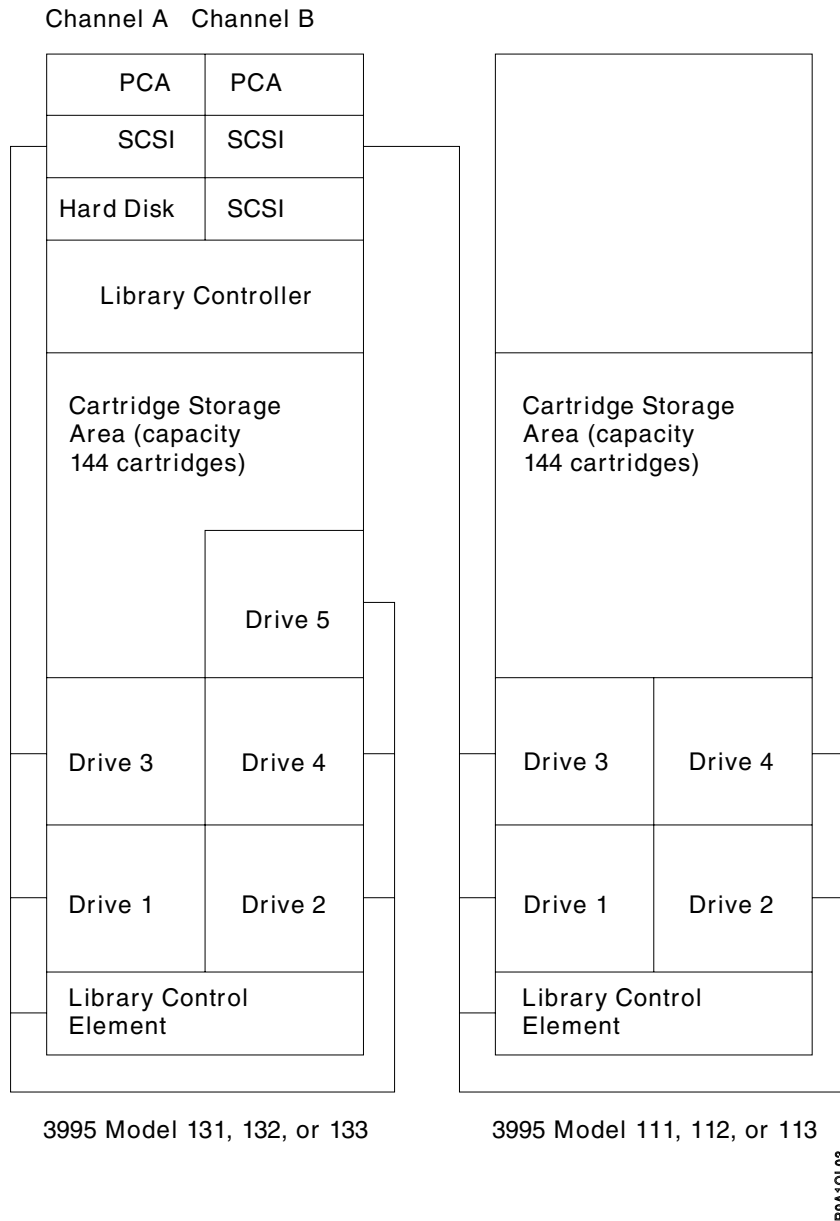 Channel A Channel B
PCA PCA
SCSI SCSI
Hard Disk SCSI
Library Controller
Cartridge Storage
Area (capacity
144 cartridges)
Drive 5
Drive 3 Drive 4
Drive 1 Drive 2
Library Control
Element
3995 Model 131, 132, or 133
Cartridge Storage
Area (capacity
144 cartridges)
Drive 3 Drive 4
Drive 1 Drive 2
Library Control
Element
3995 Model 111, 112, or 113